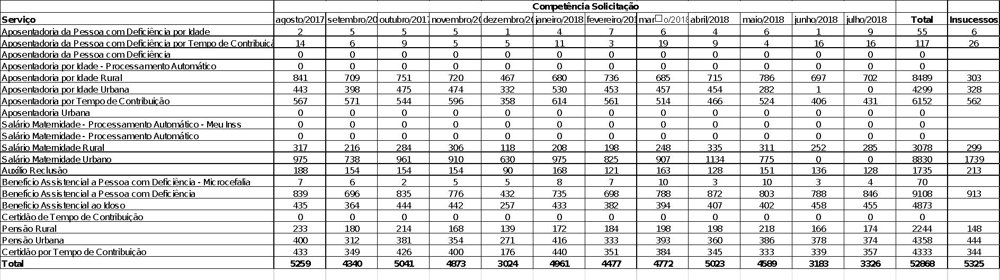 Competência Solicitação
Serviço agosto/2017 setembro/20 outubro/2017 novembro/20 dezembro/20 janeiro/2018 fevereiro/201 mar□o/2018 abril/2018 maio/2018 junho/2018 julho/2018 Total Insucessos
Aposentadoria da Pessoa com Deficiência por Idade 2 5 5 5 1 4 7 6 4 6 1 9 55 6
Aposentadoria da Pessoa com Deficiência por Tempo de Contribuiçã 14 6 9 5 5 11 3 19 9 4 16 16 117 26
Aposentadoria da Pessoa com Deficiência 0 0 0 0 0 0 0 0 0 0 0 0 0
Aposentadoria por Idade - Processamento Automático 0 0 0 0 0 0 0 0 0 0 0 0 0
Aposentadoria por Idade Rural 841 709 751 720 467 680 736 685 715 786 697 702 8489 303
Aposentadoria por Idade Urbana 443 398 475 474 332 530 453 457 454 282 1 0 4299 328
Aposentadoria por Tempo de Contribuição 567 571 544 596 358 614 561 514 466 524 406 431 6152 562
Aposentadoria Urbana 0 0 0 0 0 0 0 0 0 0 0 0 0
Salário Maternidade - Processamento Automático - Meu Inss 0 0 0 0 0 0 0 0 0 0 0 0 0
Salário Maternidade - Processamento Automático 0 0 0 0 0 0 0 0 0 0 0 0 0
Salário Maternidade Rural 317 216 284 306 118 208 198 248 335 311 252 285 3078 299
Salário Maternidade Urbano 975 738 961 910 630 975 825 907 1134 775 0 0 8830 1739
Auxílio Reclusão 188 154 154 154 90 168 121 163 128 151 136 128 1735 213
Benefício Assistencial a Pessoa com Deficiência - Microcefalia 7 6 2 5 5 8 7 10 3 10 3 4 70
Benefício Assistencial a Pessoa com Deficiência 839 696 835 776 432 735 698 788 872 803 788 846 9108 913
Beneficio Assistencial ao Idoso 435 364 444 442 257 433 382 394 407 402 458 455 4873
Certidão de Tempo de Contribuição 0 0 0 0 0 0 0 0 0 0 0 0 0
Pensão Rural 233 180 214 168 139 172 184 198 198 218 166 174 2244 148
Pensão Urbana 400 312 381 354 271 416 333 393 360 386 378 374 4358 444
Certidão por Tempo de Contribuição 433 349 426 400 176 440 351 384 345 333 339 357 4333 344
Total 5259 4340 5041 4873 3024 4961 4477 4772 5023 4589 3183 3326 52868 5325